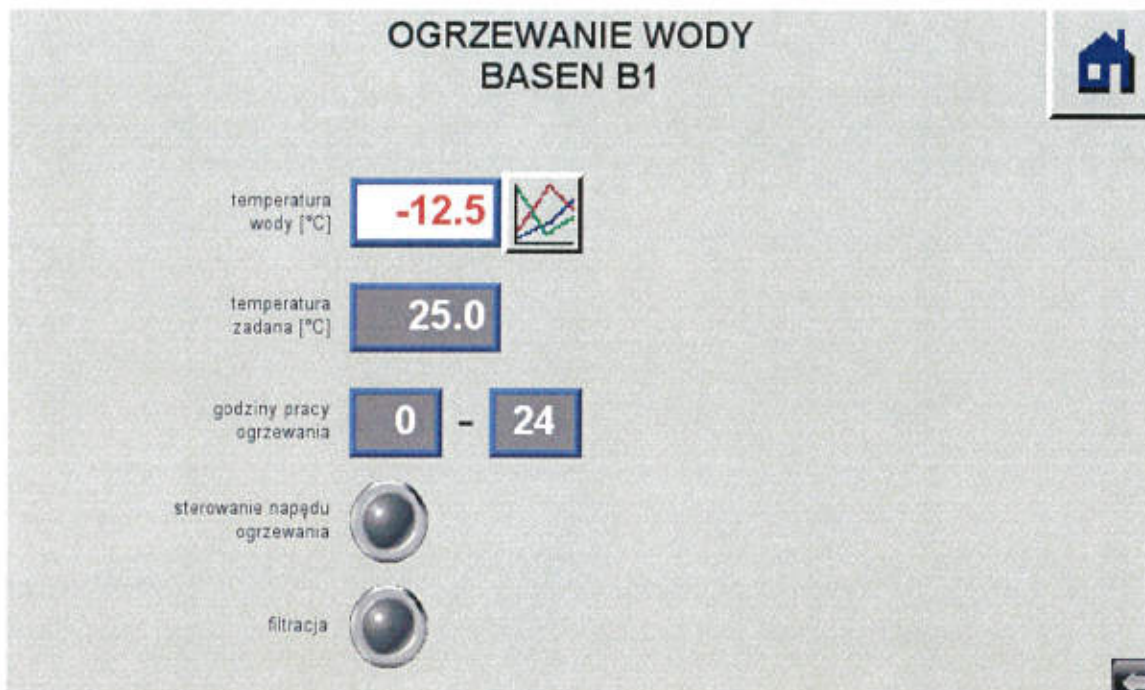 OGRZEWANIE WODY
BASEN B1
temperatura
wody [°C]
-12.5
temperatura
zadana [°C]
25.0
godziny pracy
ogrzewania
0 - 24
sterowanie napędu
ogrzewania
filtracja